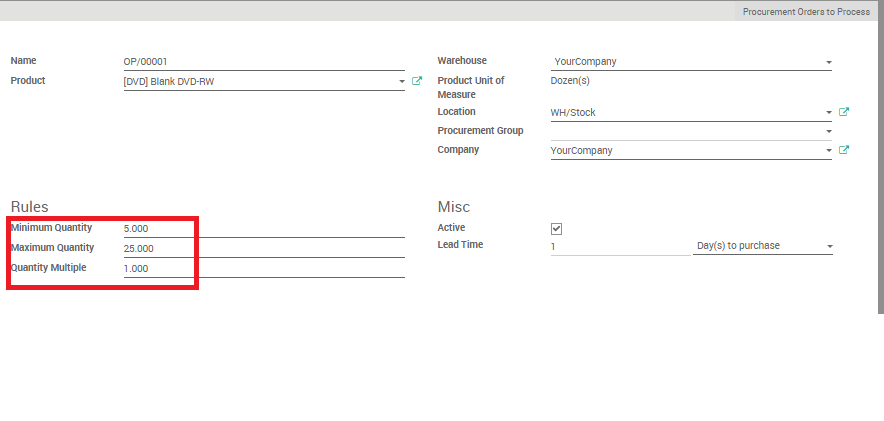 Procurement Orders to Process
Name OP/00001
Product [DVD] Blank DVD-RW
Warehouse YourCompany
Product Unit of Measure Dozen(s)
Location WH/Stock
Procurement Group
Company YourCompany
Rules
Minimum Quantity 5.000
Maximum Quantity 25.000
Quantity Multiple 1.000
Misc
Active
Lead Time 1 Day(s) to purchase